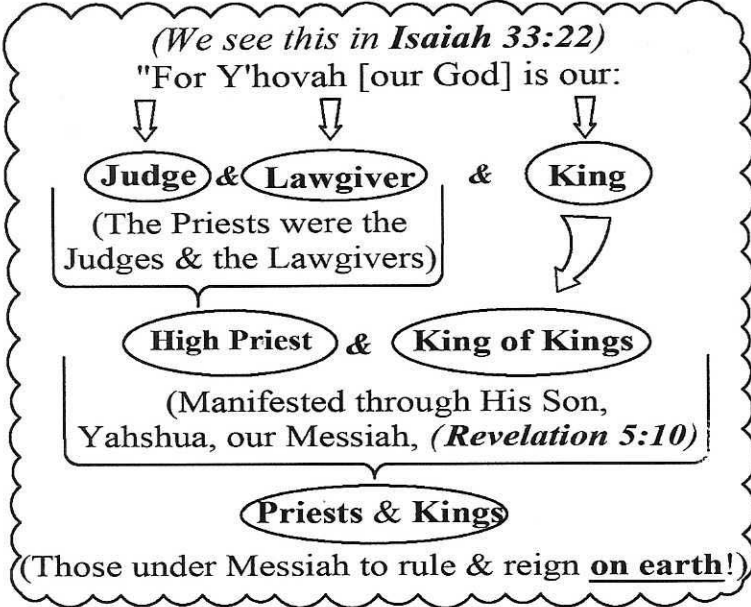 (We see this in Isaiah 33:22)
"For Y'hovah [our God] is our:
Judge & Lawgiver & King
(The Priests were the
Judges & the Lawgivers)
High Priest & King of Kings
(Manifested through His Son,
Yahshua, our Messiah, (Revelation 5:10)
Priests & Kings
(Those under Messiah to rule & reign on earth!)